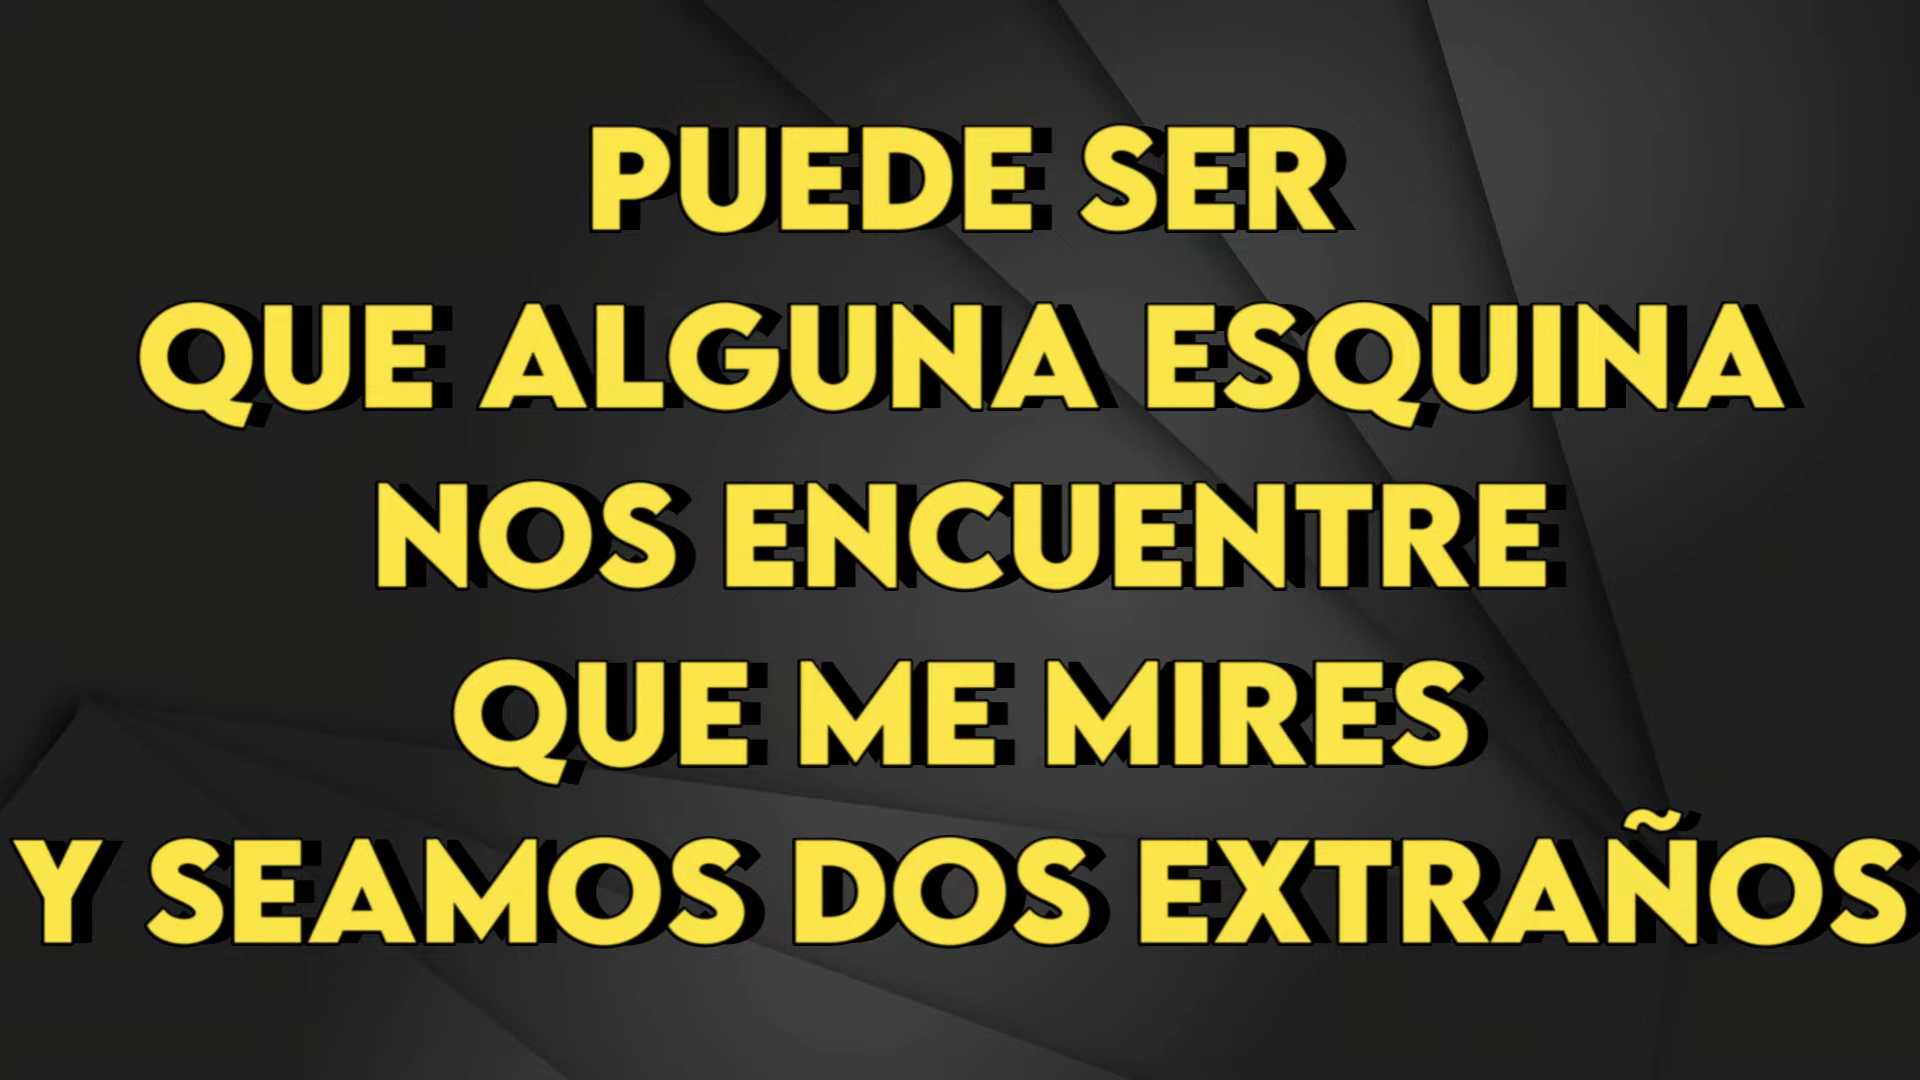 PUEDE SER
QUE ALGUNA ESQUINA
NOS ENCUENTRE
QUE ME MIRES
Y SEAMOS DOS EXTRAÑOS